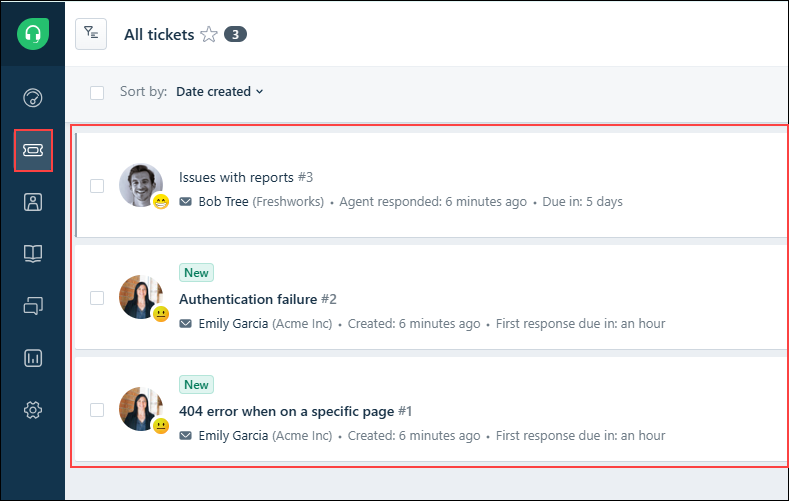 All tickets 3
Sort by: Date created
Issues with reports #3
Bob Tree (Freshworks) • Agent responded: 6 minutes ago • Due in: 5 days
New
Authentication failure #2
Emily Garcia (Acme Inc) • Created: 6 minutes ago • First response due in: an hour
New
404 error when on a specific page #1
Emily Garcia (Acme Inc) • Created: 6 minutes ago • First response due in: an hour